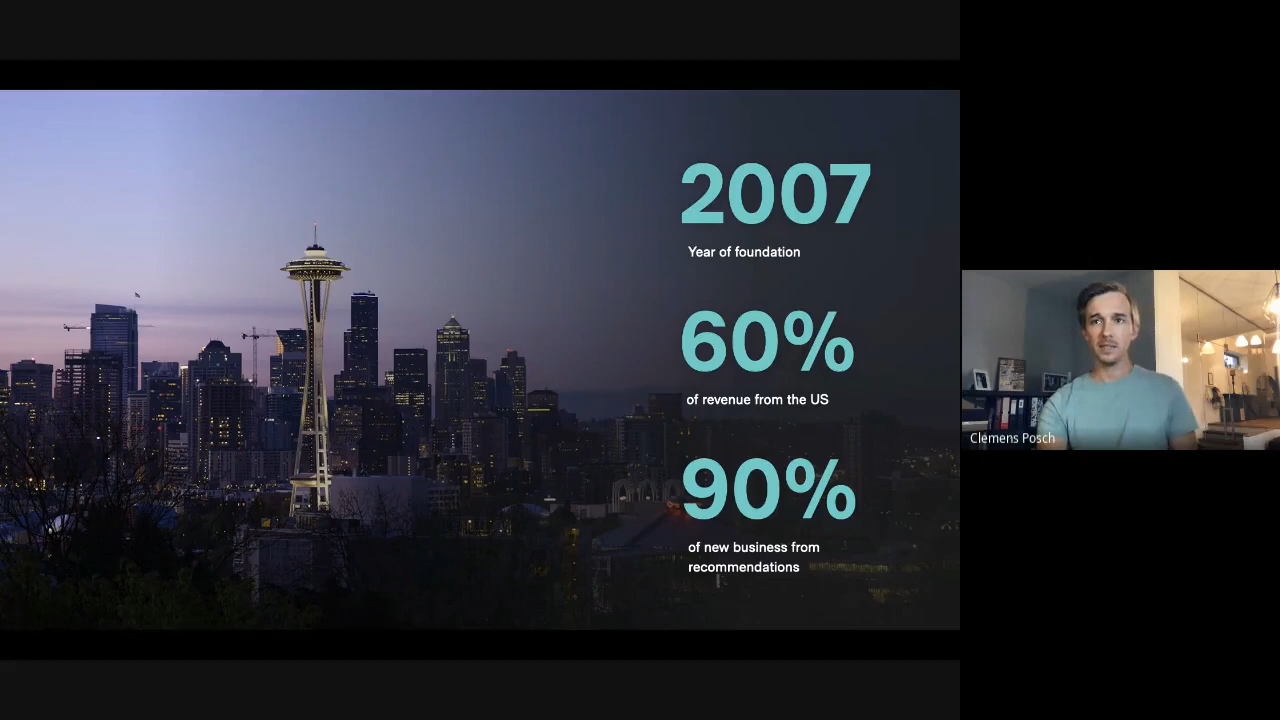 2007
Year of foundation
60%
of revenue from the US
90%
of new business from
recommendations
Clemens Posch